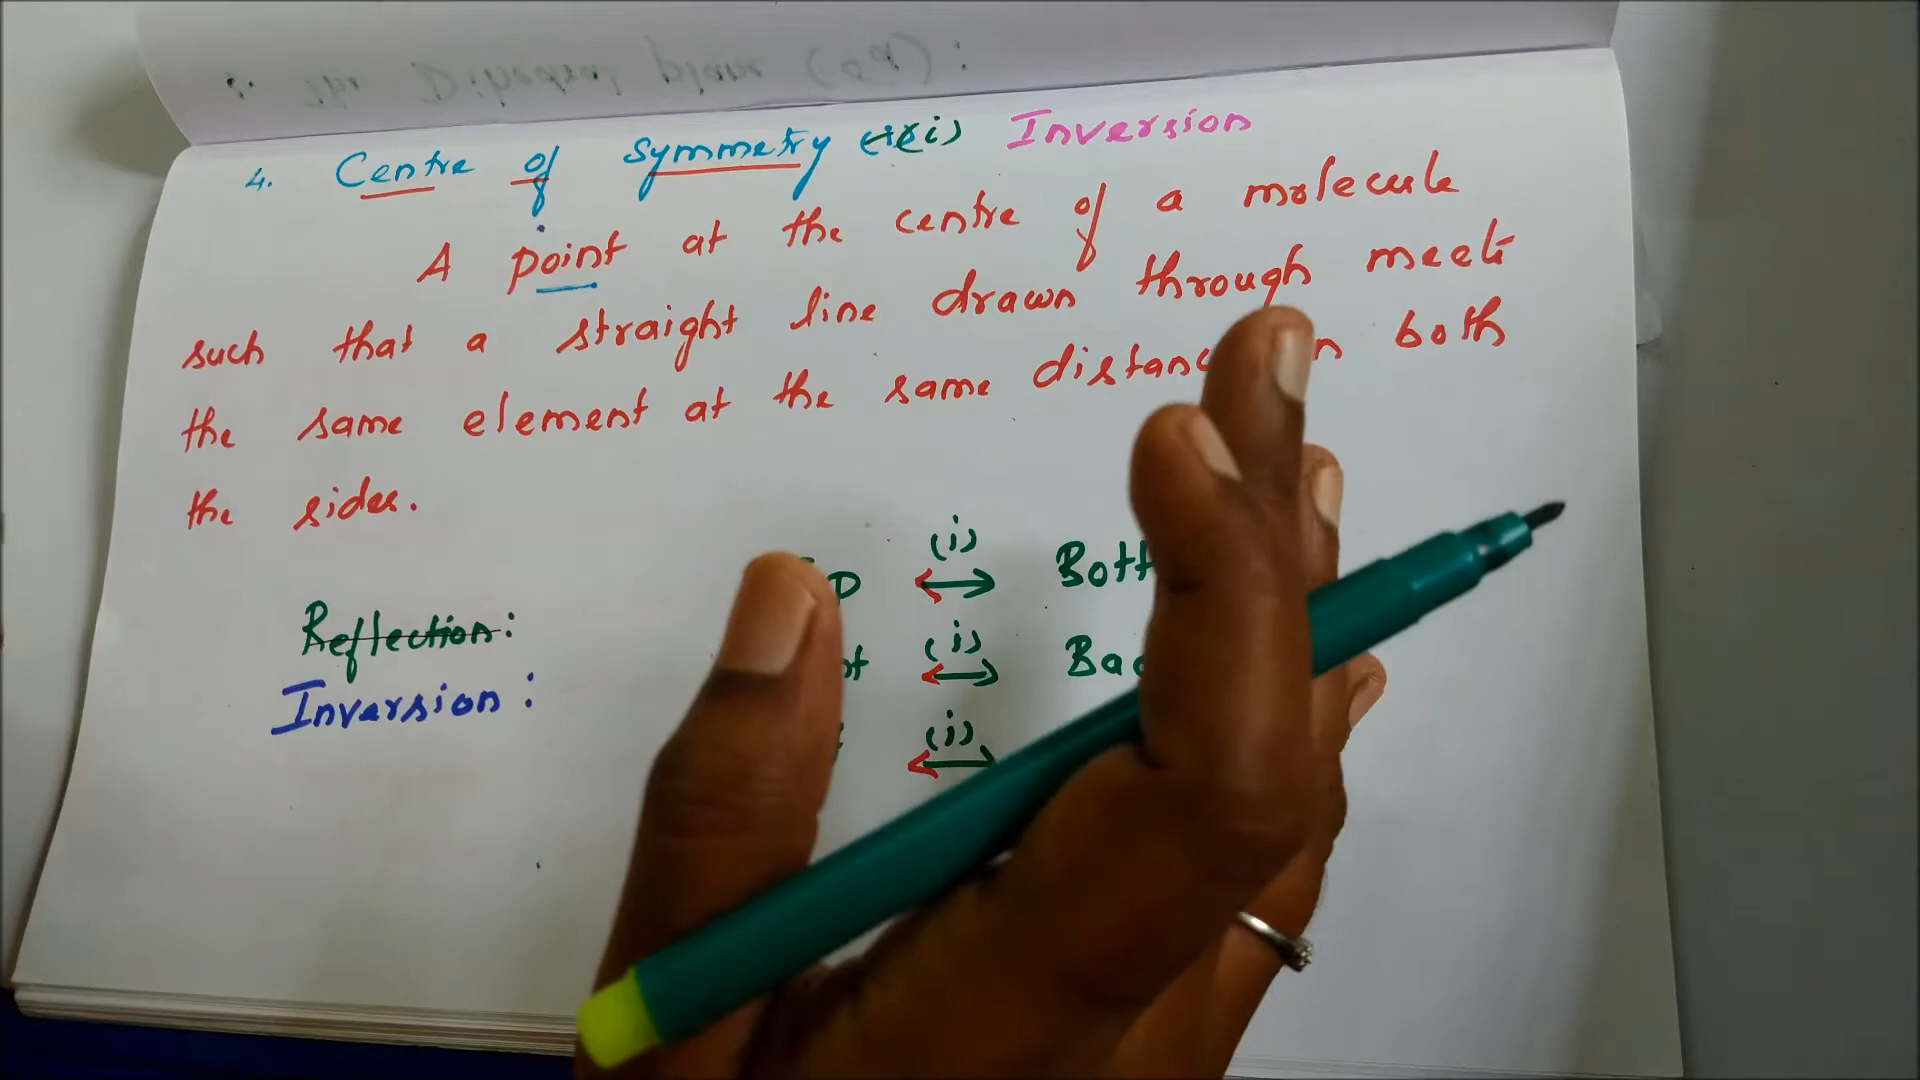 4. Centre of Symmetry (i) Inversion
A point at the centre of a molecule
such that a straight line drawn through meets
the same element at the same distance in both
the sides.
(i)
Reflection:
(i)
Inversion:
(i)